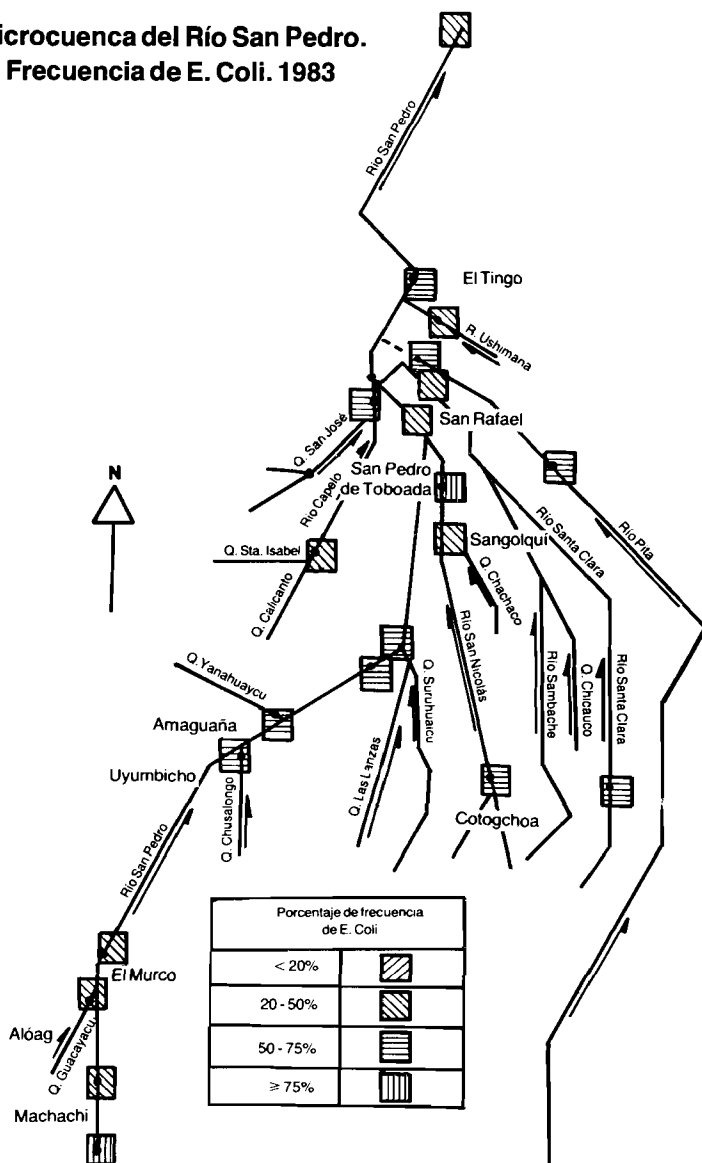 icrocuenca del Río San Pedro.
Frecuencia de E. Coli. 1983
Río San Pedro
El Tingo
R. Ushimana
San Rafael
Q. San José
Río Capelo
San Pedro
de Toboada
N
Sangolquí
Río Santa Clara
Río Pita
Q. Sta. Isabel
Q. Calicanto
Q. Chachaco
Río San Nicolás
Q. Yanahuaycu
Q. Suruhuaicu
Río Sambache
Q. Chicauco
Río Santa Clara
Amaguaña
Uyumbicho
Q. Chusalongo
Q. Las Lanzas
Cotogchoa
Río San Pedro
El Murco
Alóag
Q. Guacayacu
Machachi
Porcentaje de frecuencia
de E. Coli
< 20%
20 - 50%
50 - 75%
≥ 75%